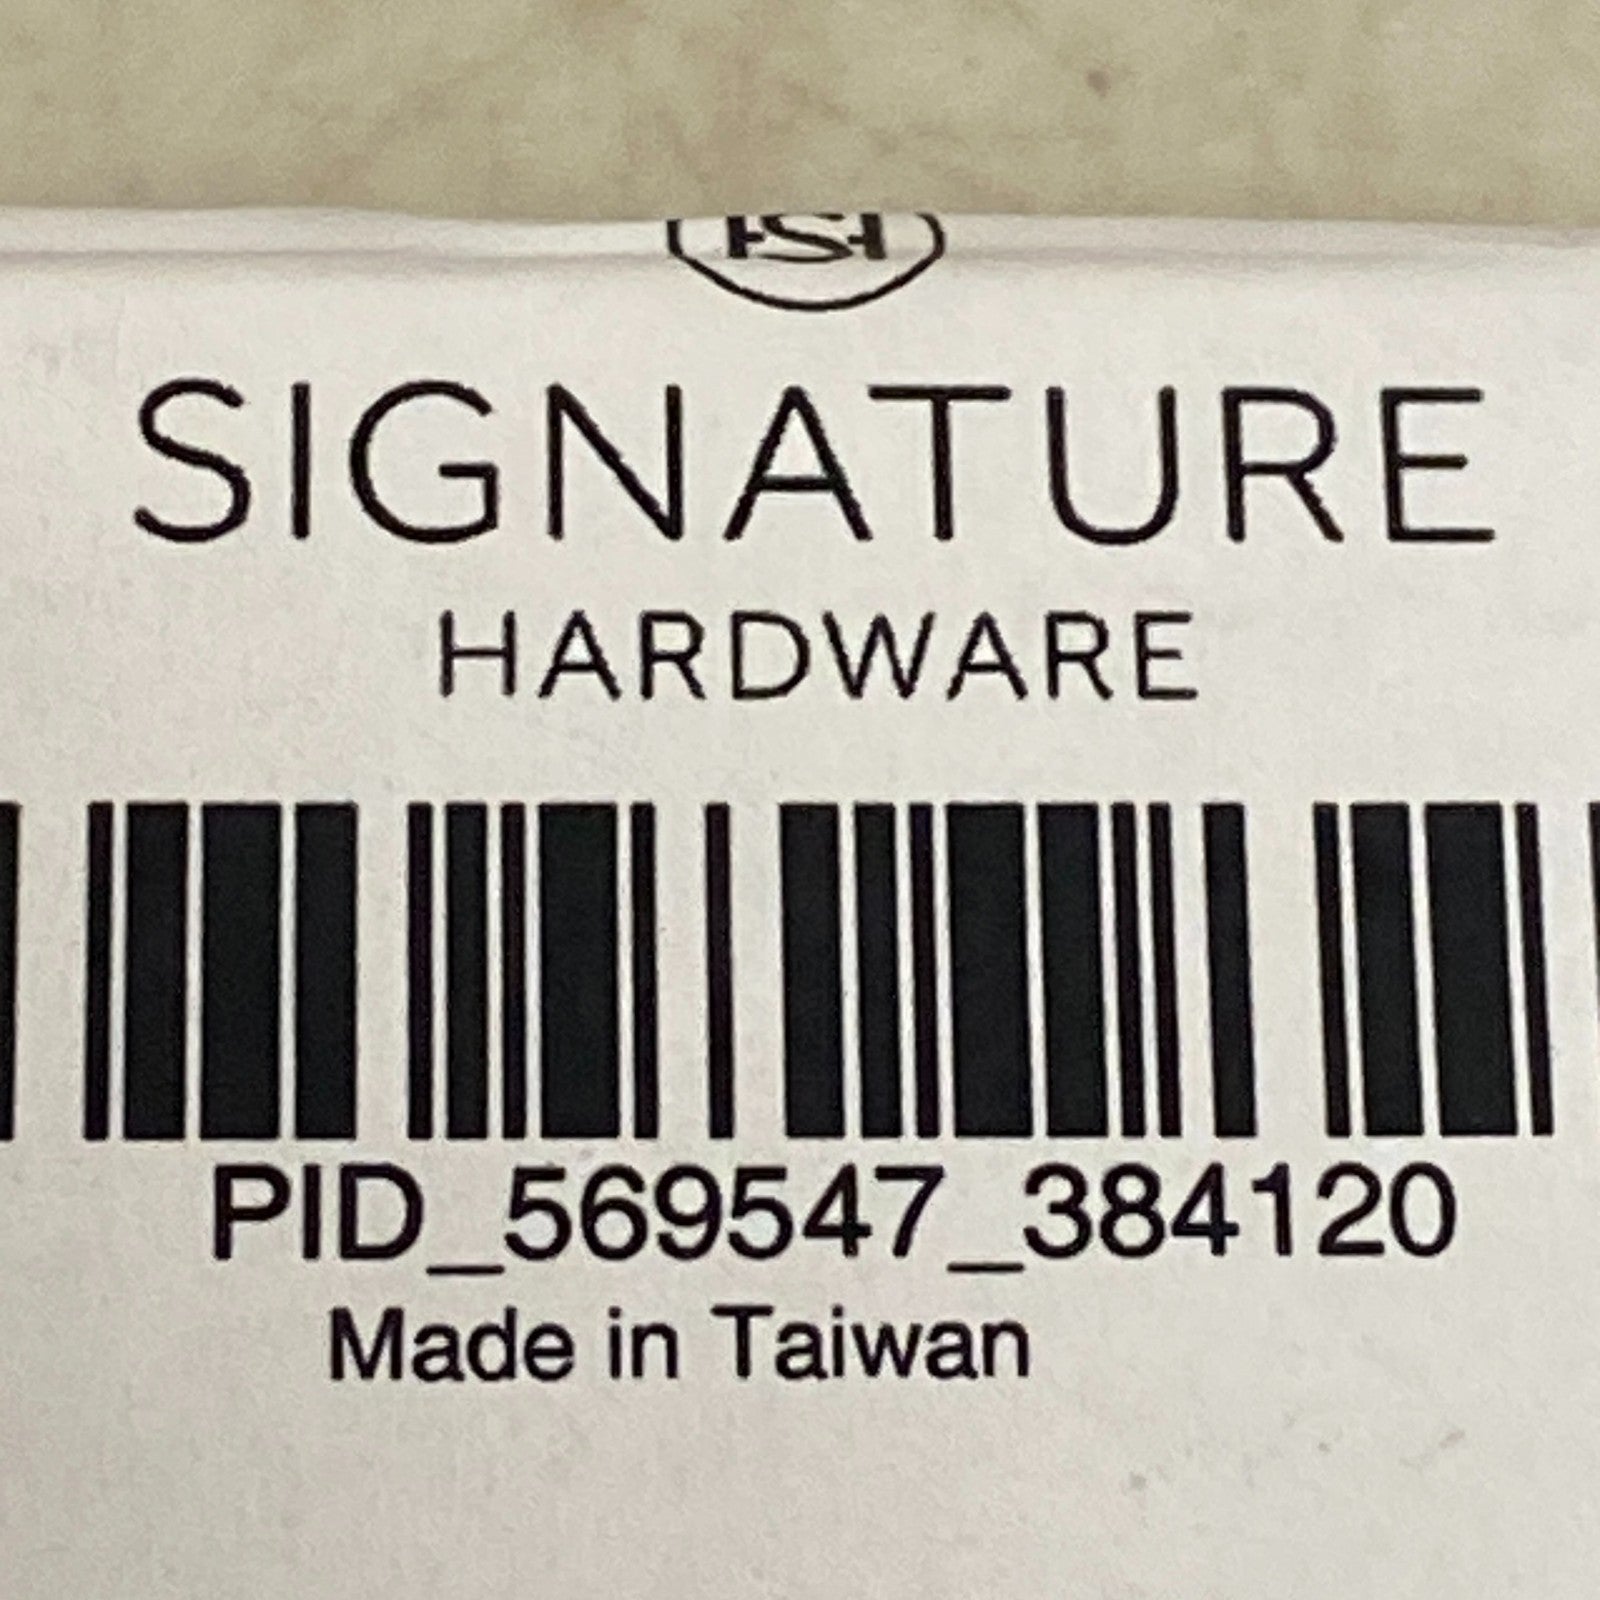 SIGNATURE
HARDWARE
PID_569547_384120
Made in Taiwan